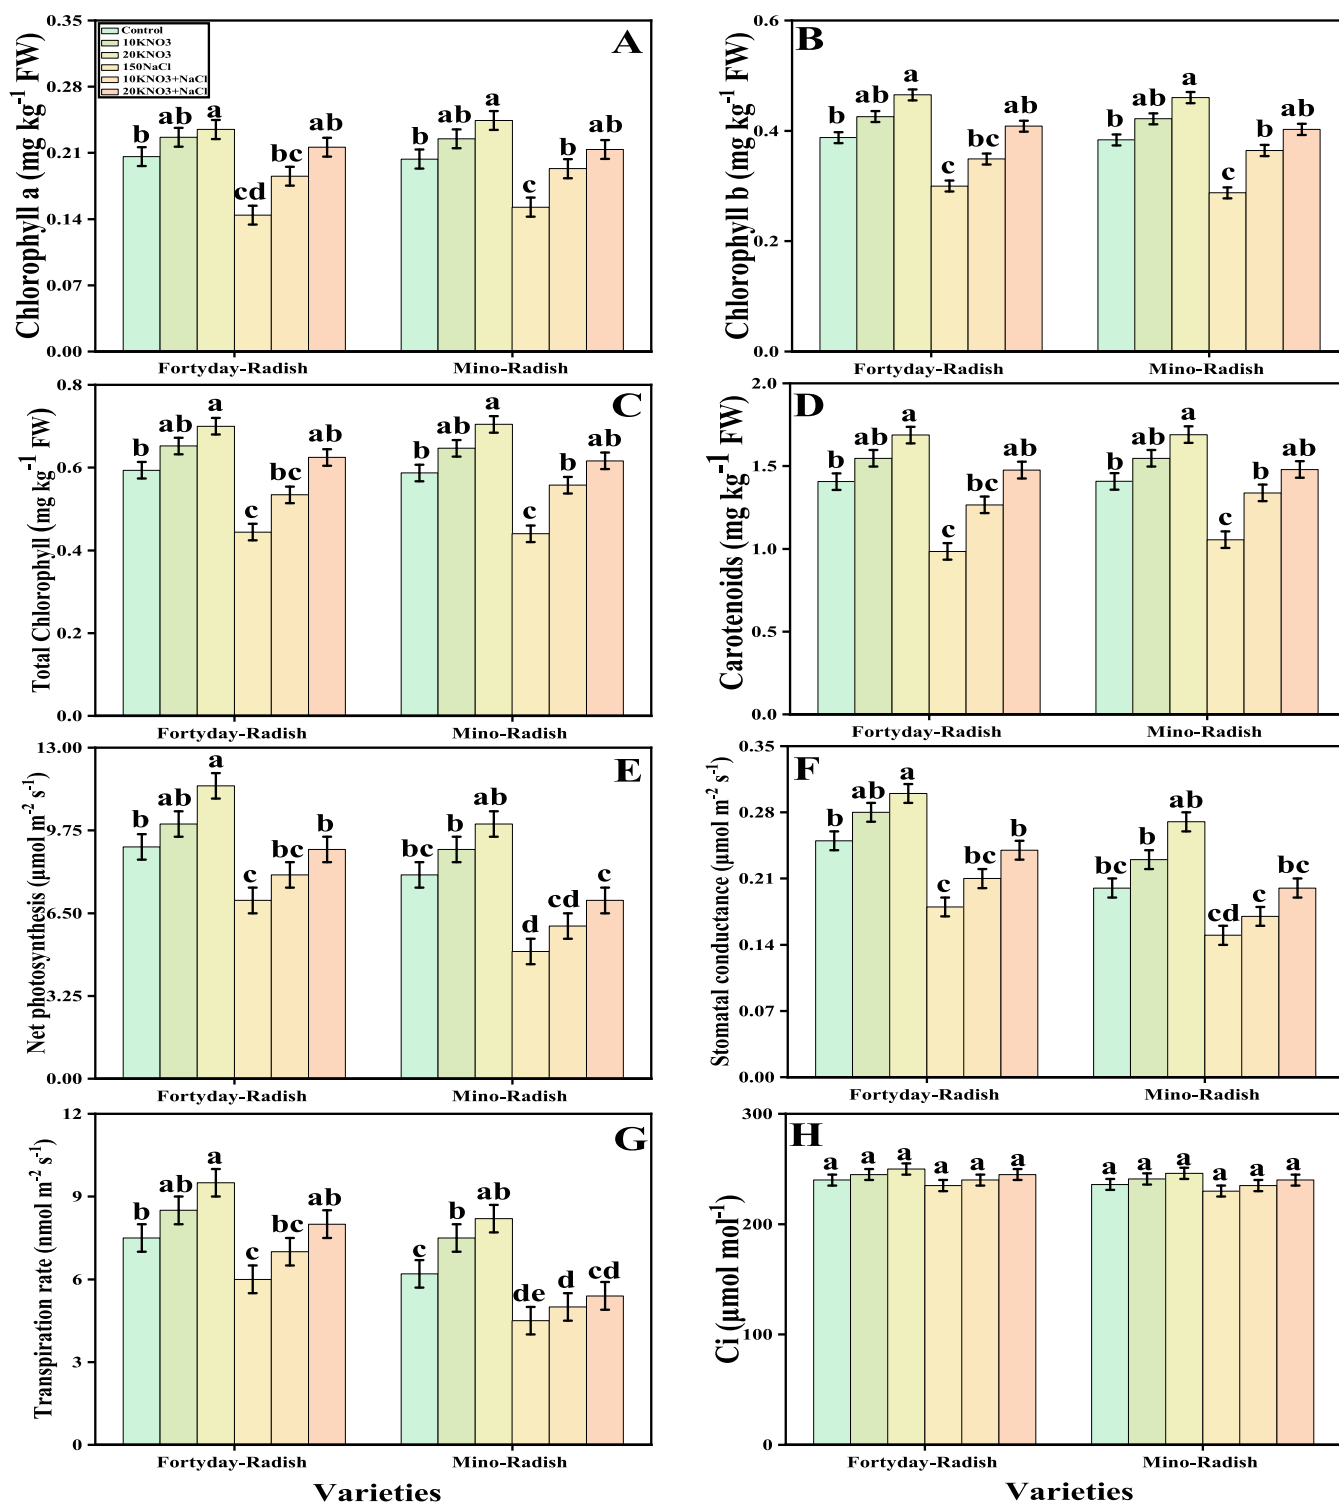 A
Control
10KNO3
20KNO3
150NaCl
10KNO3+NaCl
20KNO3+NaCl
Chlorophyll a (mg kg⁻¹ FW)
0.35
0.28
0.21
0.14
0.07
0.00
b ab a cd bc ab
b ab a c b ab
Fortyday-Radish Mino-Radish
B
Chlorophyll b (mg kg⁻¹ FW)
0.6
0.4
0.2
0.0
b ab a c bc ab
b ab a c b ab
Fortyday-Radish Mino-Radish
C
Total Chlorophyll (mg kg⁻¹ FW)
0.8
0.6
0.4
0.2
0.0
b ab a c bc ab
b ab a c b ab
Fortyday-Radish Mino-Radish
D
Carotenoids (mg kg⁻¹ FW)
2.0
1.5
1.0
0.5
0.0
b ab a c bc ab
b ab a c b ab
Fortyday-Radish Mino-Radish
E
Net photosynthesis (µmol m⁻² s⁻¹)
13.00
9.75
6.50
3.25
0.00
b ab a c bc b
bc b ab d cd c
Fortyday-Radish Mino-Radish
F
Stomatal conductance (µmol m⁻² s⁻¹)
0.35
0.28
0.21
0.14
0.07
0.00
b ab a c bc b
bc b ab cd c bc
Fortyday-Radish Mino-Radish
G
Transpiration rate (nmol m⁻² s⁻¹)
12
9
6
3
0
b ab a c bc ab
c b ab de d cd
Fortyday-Radish Mino-Radish
Varieties
H
Ci (µmol mol⁻¹)
300
200
100
0
a a a a a a
a a a a a a
Fortyday-Radish Mino-Radish
Varieties